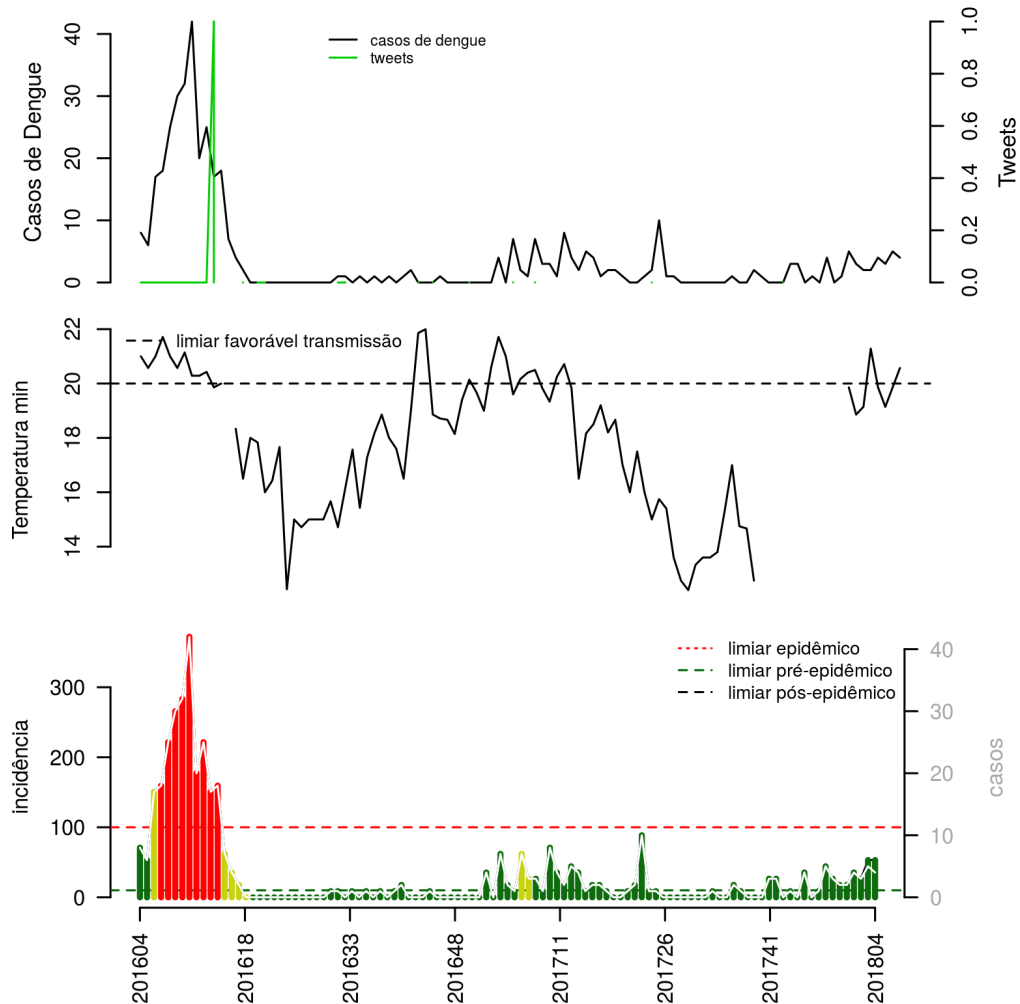 casos de dengue
tweets
Casos de Dengue
0 10 20 30 40
Tweets
0.0 0.2 0.4 0.6 0.8 1.0
limiar favorável transmissão
Temperatura min
14 16 18 20 22
limiar epidêmico
limiar pré-epidêmico
limiar pós-epidêmico
incidência
0 100 200 300
casos
0 10 20 30 40
201604 201618 201633 201648 201711 201726 201741 201804